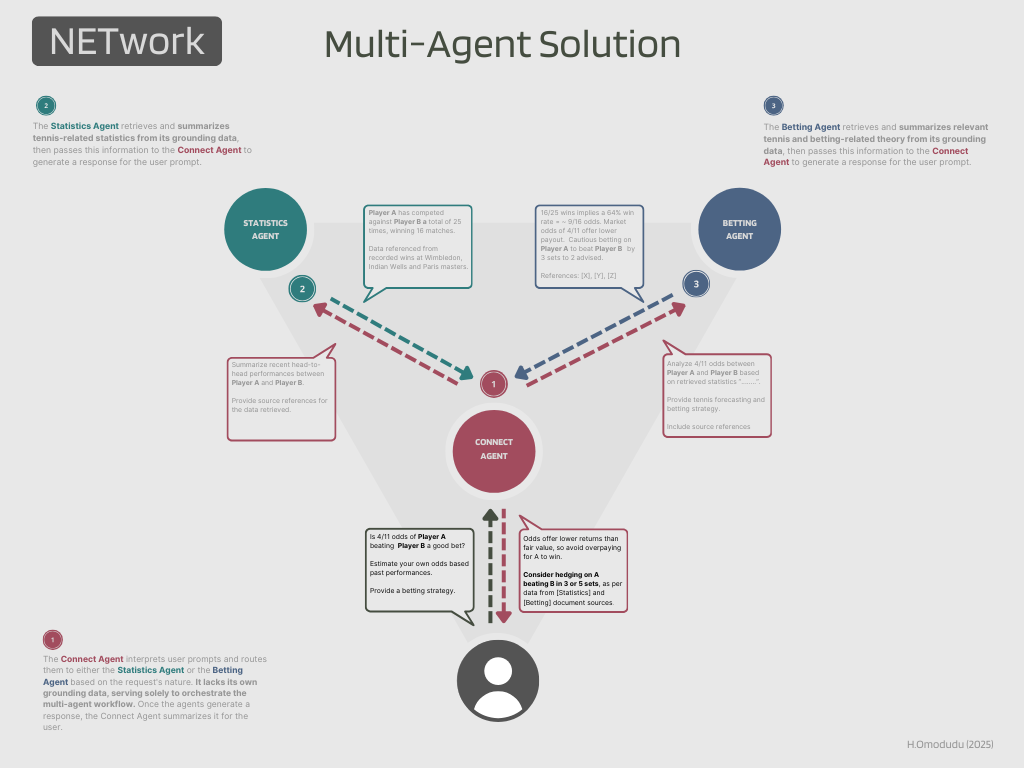 NETwork
Multi-Agent Solution
2
The Statistics Agent retrieves and summarizes
tennis-related statistics from its grounding data,
then passes this information to the Connect Agent to
generate a response for the user prompt.
3
The Betting Agent retrieves and summarizes relevant
tennis and betting-related theory from its grounding
data, then passes this information to the Connect
Agent to generate a response for the user prompt.
STATISTICS
AGENT
Player A has competed
against Player B a total of 25
times, winning 16 matches.
Data referenced from
recorded wins at Wimbledon,
Indian Wells and Paris masters.
16/25 wins implies a 64% win
rate = ~ 9/16 odds. Market
odds of 4/11 offer lower
payout. Cautious betting on
Player A to beat Player B by
3 sets to 2 advised.
References: [X], [Y], [Z]
BETTING
AGENT
2
3
Summarize recent head-to-
head performances between
Player A and Player B.
Provide source references for
the data retrieved.
1
CONNECT
AGENT
Analyze 4/11 odds between
Player A and Player B based
on retrieved statistics "........".
Provide tennis forecasting and
betting strategy.
Include source references
Is 4/11 odds of Player A
beating Player B a good bet?
Estimate your own odds based
past performances.
Provide a betting strategy.
Odds offer lower returns than
fair value, so avoid overpaying
for A to win.
Consider hedging on A
beating B in 3 or 5 sets, as per
data from [Statistics] and
[Betting] document sources.
1
The Connect Agent interprets user prompts and routes
them to either the Statistics Agent or the Betting
Agent based on the request's nature. It lacks its own
grounding data, serving solely to orchestrate the
multi-agent workflow. Once the agents generate a
response, the Connect Agent summarizes it for the
user.
H.Omodudu (2025)